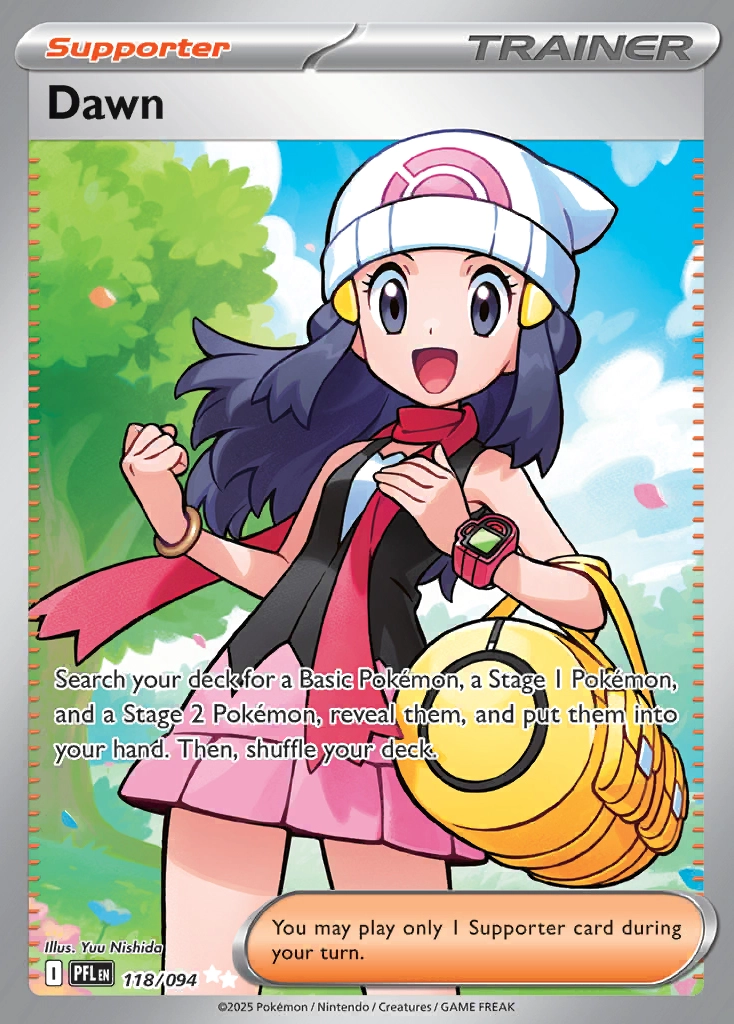 Supporter
TRAINER
Dawn
Search your deck for a Basic Pokémon, a Stage 1 Pokémon,
and a Stage 2 Pokémon, reveal them, and put them into
your hand. Then, shuffle your deck.
You may play only 1 Supporter card during
your turn.
Illus. Yuu Nishida
I PFL EN 118/094
©2025 Pokémon / Nintendo / Creatures / GAME FREAK